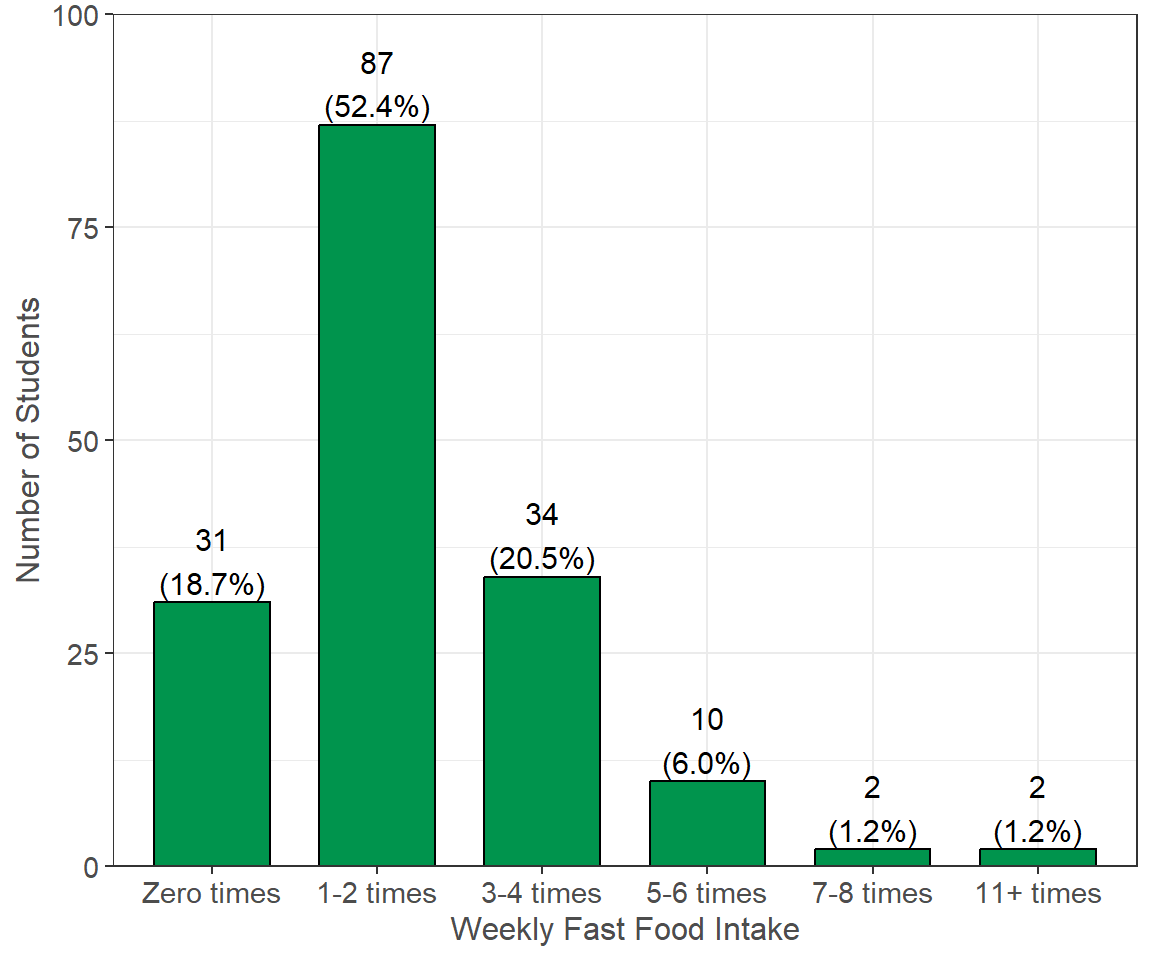 100
75
50
25
0
Number of Students
87
(52.4%)
31
(18.7%)
34
(20.5%)
10
(6.0%)
2
(1.2%)
2
(1.2%)
Zero times
1-2 times
3-4 times
5-6 times
7-8 times
11+ times
Weekly Fast Food Intake